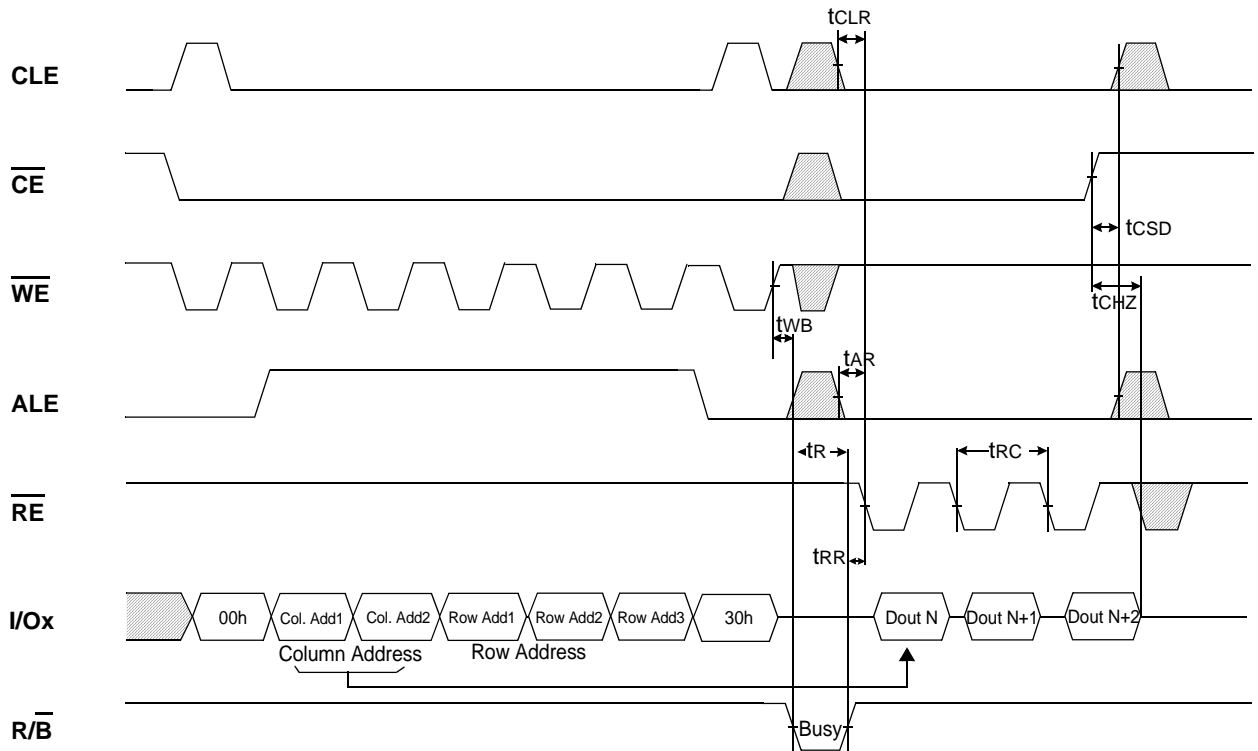 tCLR
CLE
CE
tCSD
WE
tCHZ
tWB
tAR
ALE
tR
tRC
RE
tRR
I/Ox
00h
Col. Add1
Col. Add2
Row Add1
Row Add2
Row Add3
30h
Dout N
Dout N+1
Dout N+2
Column Address
Row Address
R/B
Busy